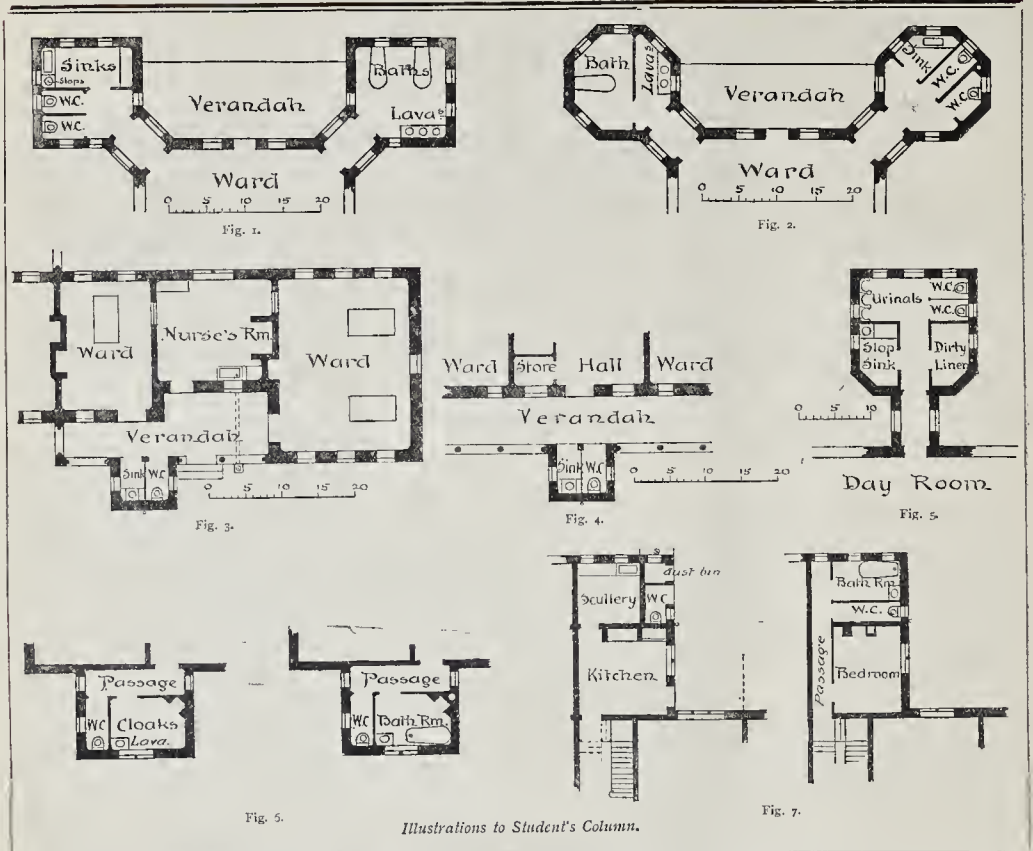 Sinks
Slops
W.C.
W.C.
Verandah
Baths
Lavas
Ward
0 5 10 15 20
Fig. 1.
Bath
Lavas
Verandah
Sink
W.C.
W.C.
Ward
0 5 10 15 20
Fig. 2.
Ward
Nurse's Rm
Ward
Verandah
Sink
W.C
0 5 10 15 20
Fig. 3.
Ward
Store
Hall
Ward
Verandah
Sink
W.C
0 5 10 15 20
Fig. 4.
Urinals
W.C.
W.C.
Slop
Sink
Dirty
Linen
0 5 10
Day Room
Fig. 5.
Passage
W.C
Cloaks
Lava.
Passage
W.C
Bath Rm.
Fig. 6.
dust bin
Scullery
W.C
Kitchen
Bath Rm
W.C.
Passage
Bedroom
Fig. 7.
Illustrations to Student's Column.